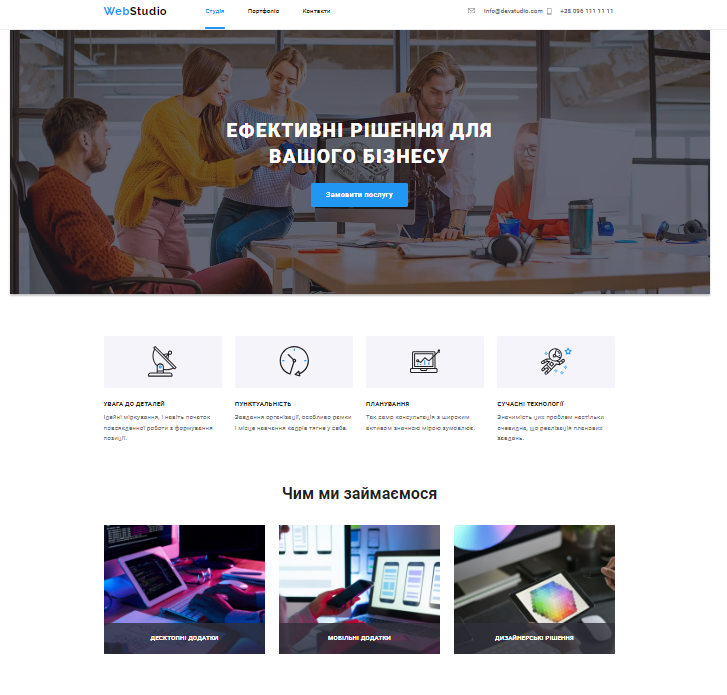 WebStudio
Студія
Портфоліо
Контакти
info@devstudio.com
+38 096 111 11 11
ЕФЕКТИВНІ РІШЕННЯ ДЛЯ
ВАШОГО БІЗНЕСУ
Замовити послугу
УВАГА ДО ДЕТАЛЕЙ
Ідейні міркування, і навіть початок
повсякденної роботи з формування
позиції.
ПУНКТУАЛЬНІСТЬ
Завдання організації, особливо рамки
і місце навчання кадрів тягне у себе.
ПЛАНУВАННЯ
Так само консультація з широким
активом значною мірою зумовлює.
СУЧАСНІ ТЕХНОЛОГІЇ
Значимість цих проблем настільки
очевидна, що реалізація планових
завдань.
Чим ми займаємося
ДЕСКТОПНІ ДОДАТКИ
МОБІЛЬНІ ДОДАТКИ
ДИЗАЙНЕРСЬКІ РІШЕННЯ